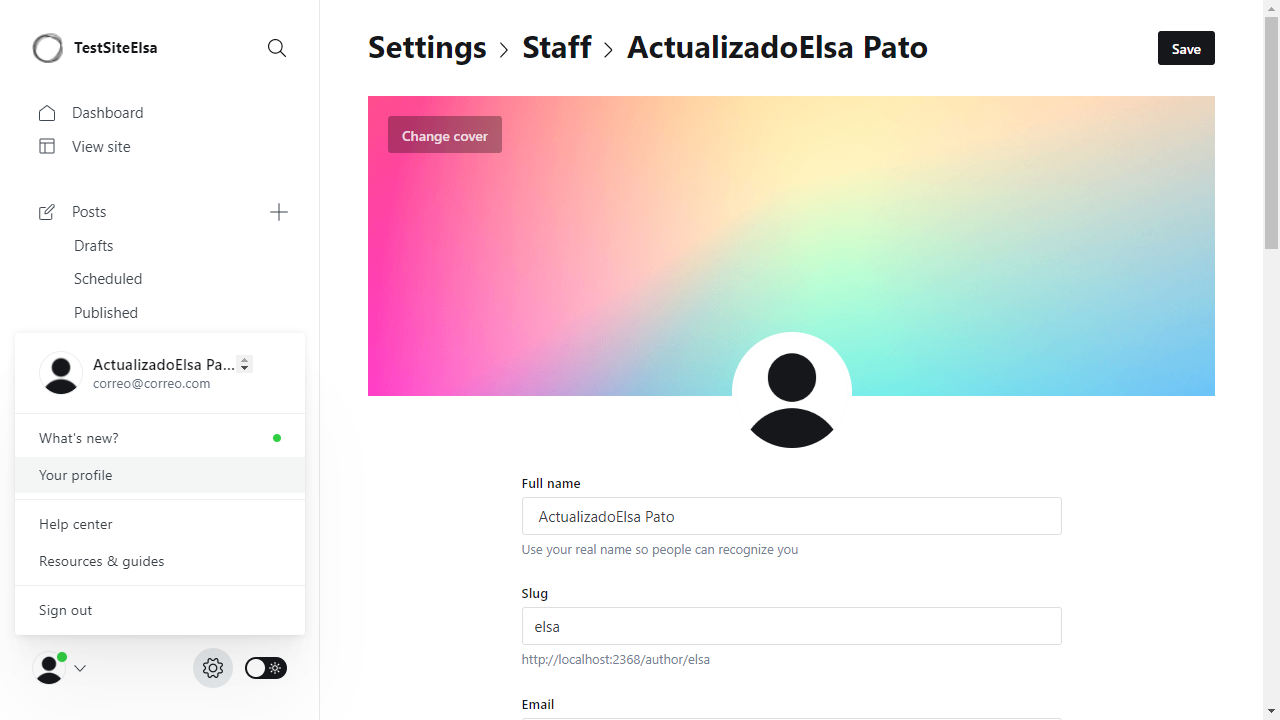 TestSiteElsa
Dashboard
View site
Posts
Drafts
Scheduled
Published
ActualizadoElsa Pa...
correo@correo.com
What's new?
Your profile
Help center
Resources & guides
Sign out
Settings > Staff > ActualizadoElsa Pato
Save
Change cover
Full name
ActualizadoElsa Pato
Use your real name so people can recognize you
Slug
elsa
http://localhost:2368/author/elsa
Email